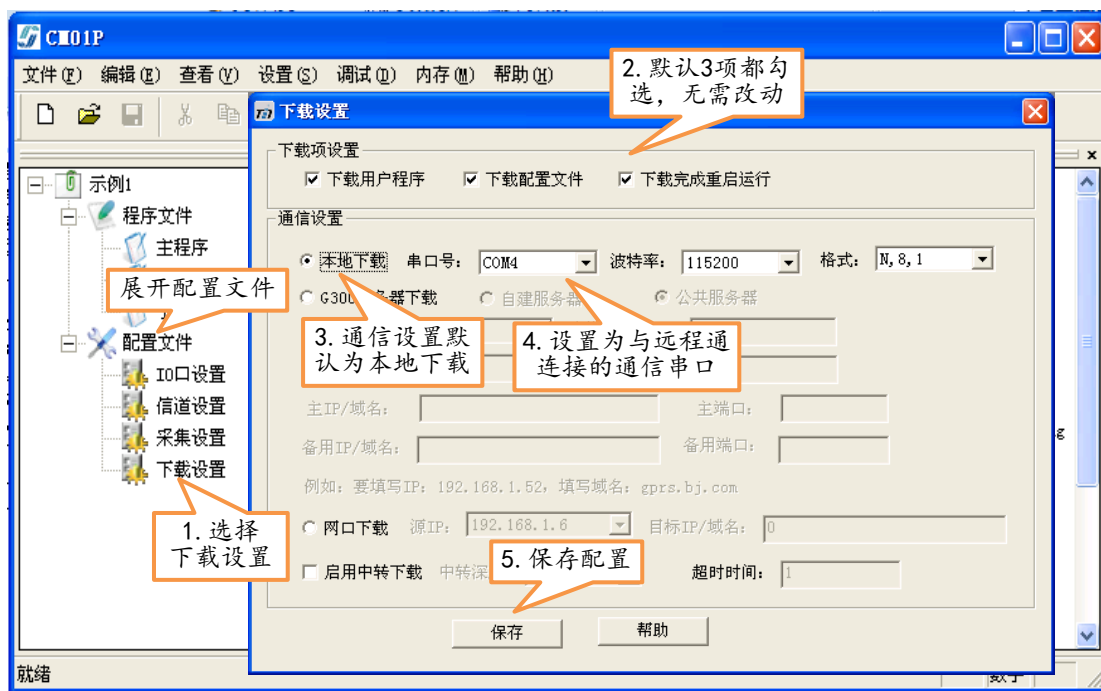 CM01P
文件(F) 编辑(E) 查看(V) 设置(S) 调试(D) 内存(M) 帮助(H)
2.默认3项都勾
选，无需改动
下载设置
下载项设置
下载用户程序 下载配置文件 下载完成重启运行
示例1
程序文件
主程序
展开配置文件
配置文件
IO口设置
信道设置
采集设置
下载设置
1.选择
下载设置
通信设置
本地下载 串口号: COM4 波特率: 115200 格式: N,8,1
G300 器下载 自建服务器 公共服务器
3.通信设置默
认为本地下载
4.设置为与远程通
连接的通信串口
主IP/域名: 主端口:
备用IP/域名: 备用端口:
例如: 要填写IP: 192.168.1.52, 填写域名: gprs.bj.com
网口下载 源IP: 192.168.1.6 目标IP/域名: 0
5.保存配置
启用中转下载 中转深 超时时间: 1
保存 帮助
就绪 数字